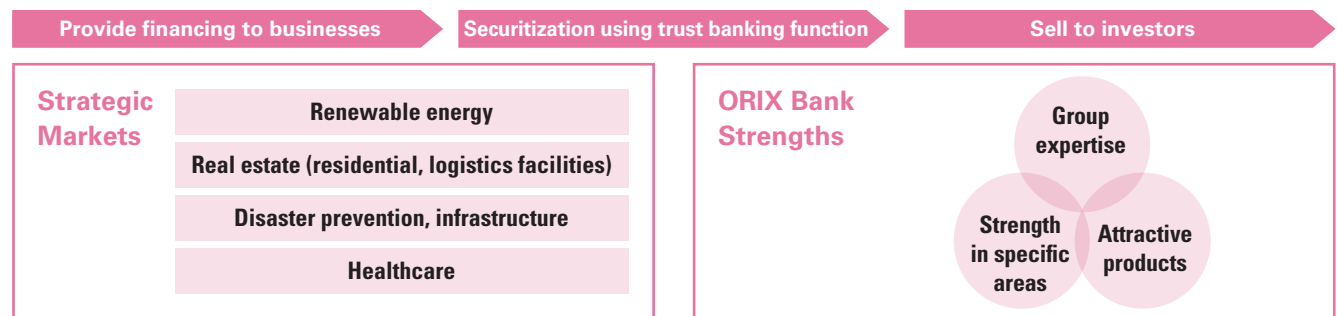 Provide financing to businesses
Securitization using trust banking function
Sell to investors
Strategic
Markets
Renewable energy
Real estate (residential, logistics facilities)
Disaster prevention, infrastructure
Healthcare
ORIX Bank
Strengths
Group
expertise
Strength
in specific
areas
Attractive
products